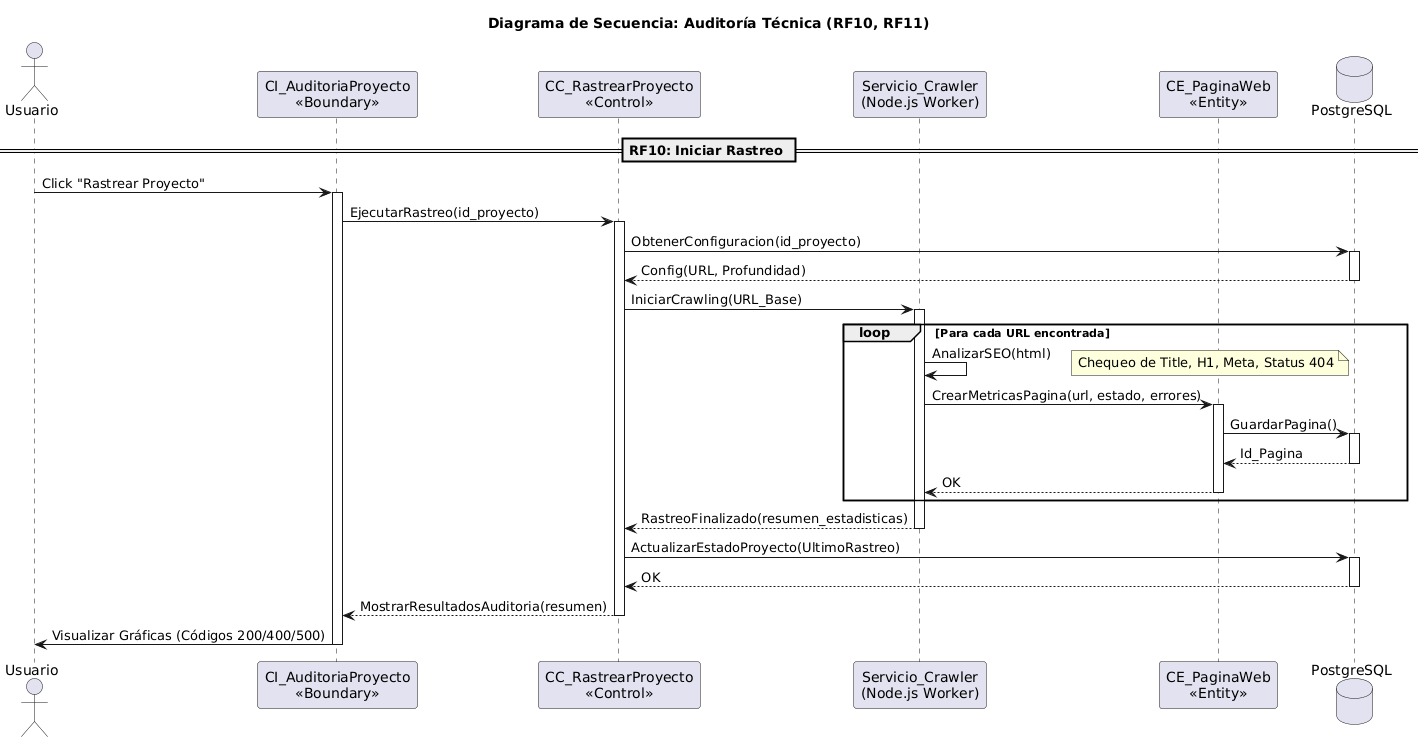 Diagrama de Secuencia: Auditoría Técnica (RF10, RF11)
Usuario
CI_AuditoriaProyecto
«Boundary»
CC_RastrearProyecto
«Control»
Servicio_Crawler
(Node.js Worker)
CE_PaginaWeb
«Entity»
PostgreSQL
RF10: Iniciar Rastreo
Click "Rastrear Proyecto"
EjecutarRastreo(id_proyecto)
ObtenerConfiguracion(id_proyecto)
Config(URL, Profundidad)
IniciarCrawling(URL_Base)
loop
[Para cada URL encontrada]
AnalizarSEO(html)
Chequeo de Title, H1, Meta, Status 404
CrearMetricasPagina(url, estado, errores)
GuardarPagina()
Id_Pagina
OK
RastreoFinalizado(resumen_estadisticas)
ActualizarEstadoProyecto(UltimoRastreo)
OK
MostrarResultadosAuditoria(resumen)
Visualizar Gráficas (Códigos 200/400/500)
Usuario
CI_AuditoriaProyecto
«Boundary»
CC_RastrearProyecto
«Control»
Servicio_Crawler
(Node.js Worker)
CE_PaginaWeb
«Entity»
PostgreSQL